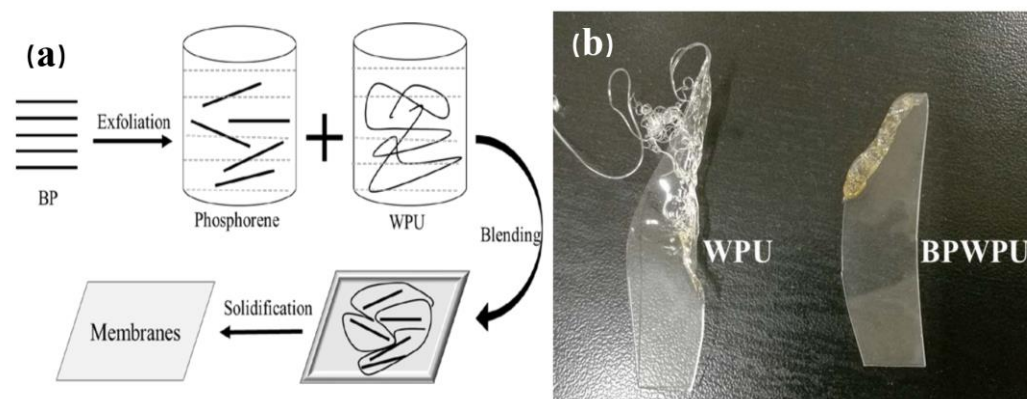 (a)
BP
Exfoliation
Phosphorene
WPU
Blending
Solidification
Membranes
(b)
WPU
BPWPU